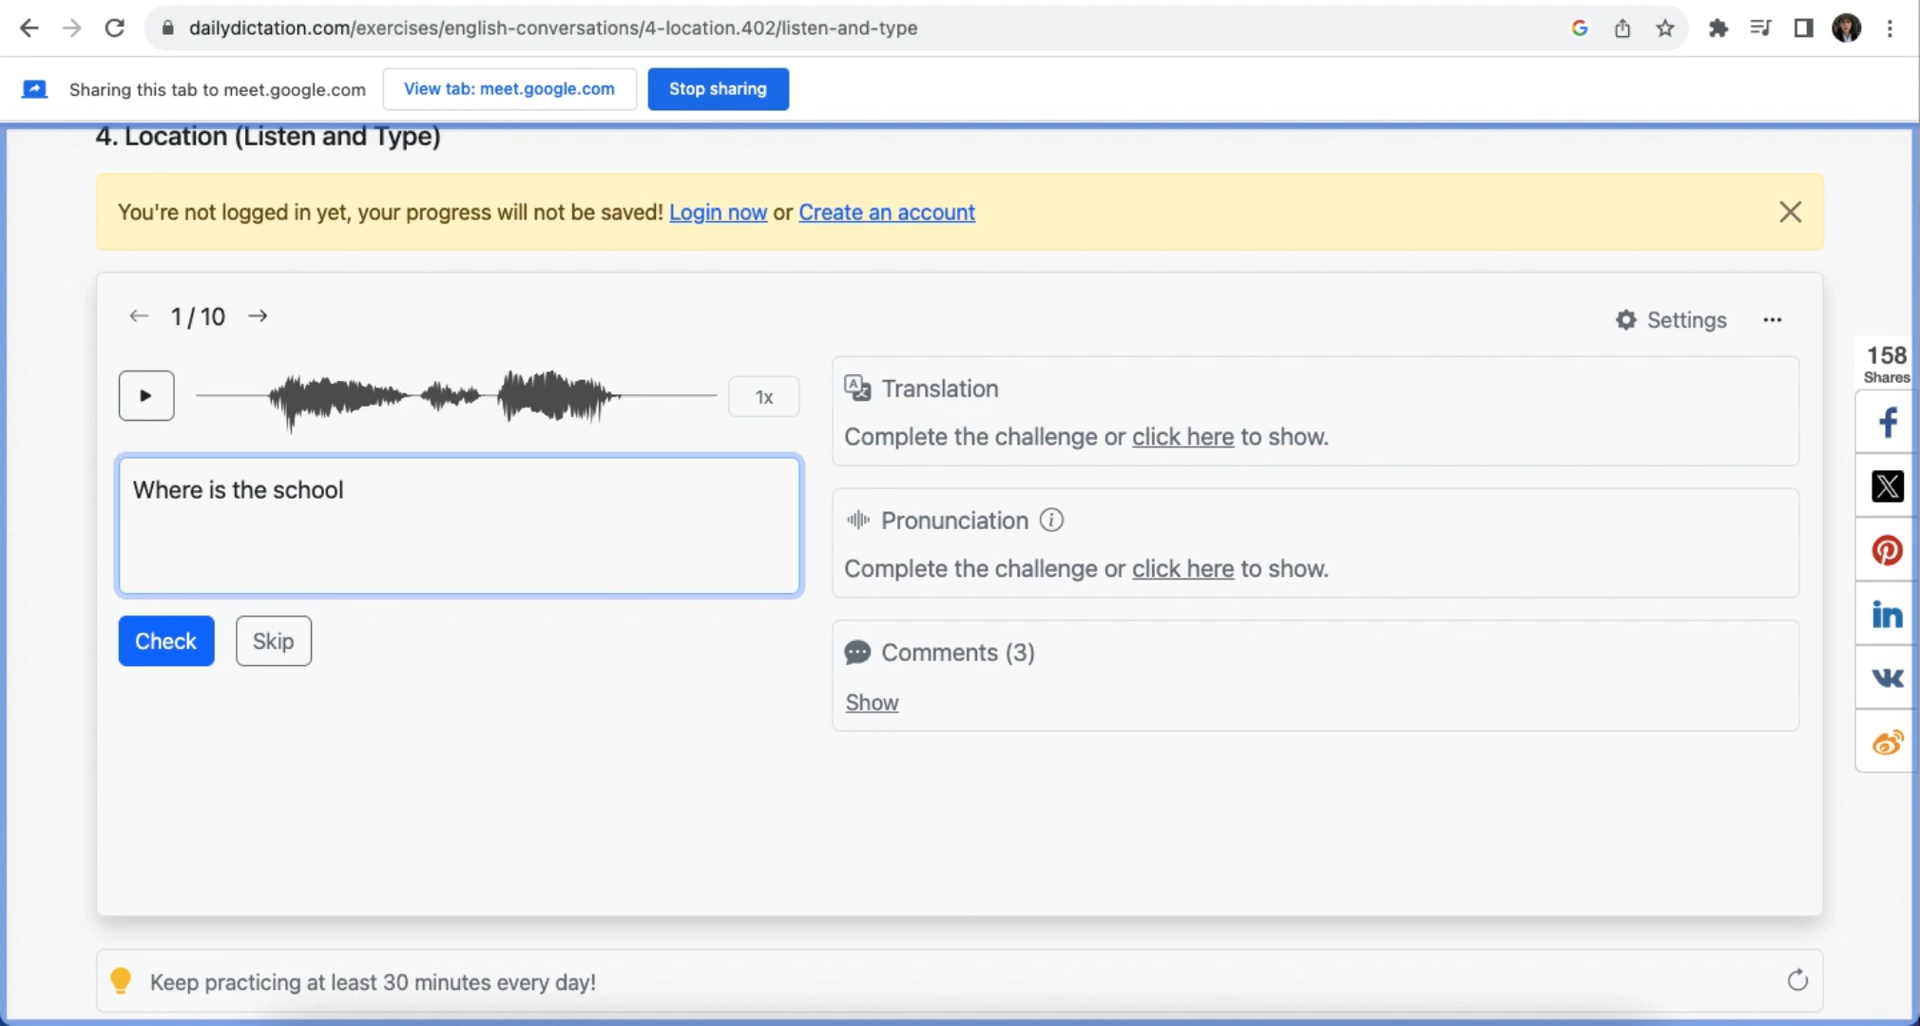 dailydictation.com/exercises/english-conversations/4-location.402/listen-and-type
Sharing this tab to meet.google.com
View tab: meet.google.com
Stop sharing
4. Location (Listen and Type)
You're not logged in yet, your progress will not be saved! Login now or Create an account
1 / 10
Settings
1x
Where is the school
Check
Skip
Translation
Complete the challenge or click here to show.
Pronunciation
Complete the challenge or click here to show.
Comments (3)
Show
158
Shares
Keep practicing at least 30 minutes every day!